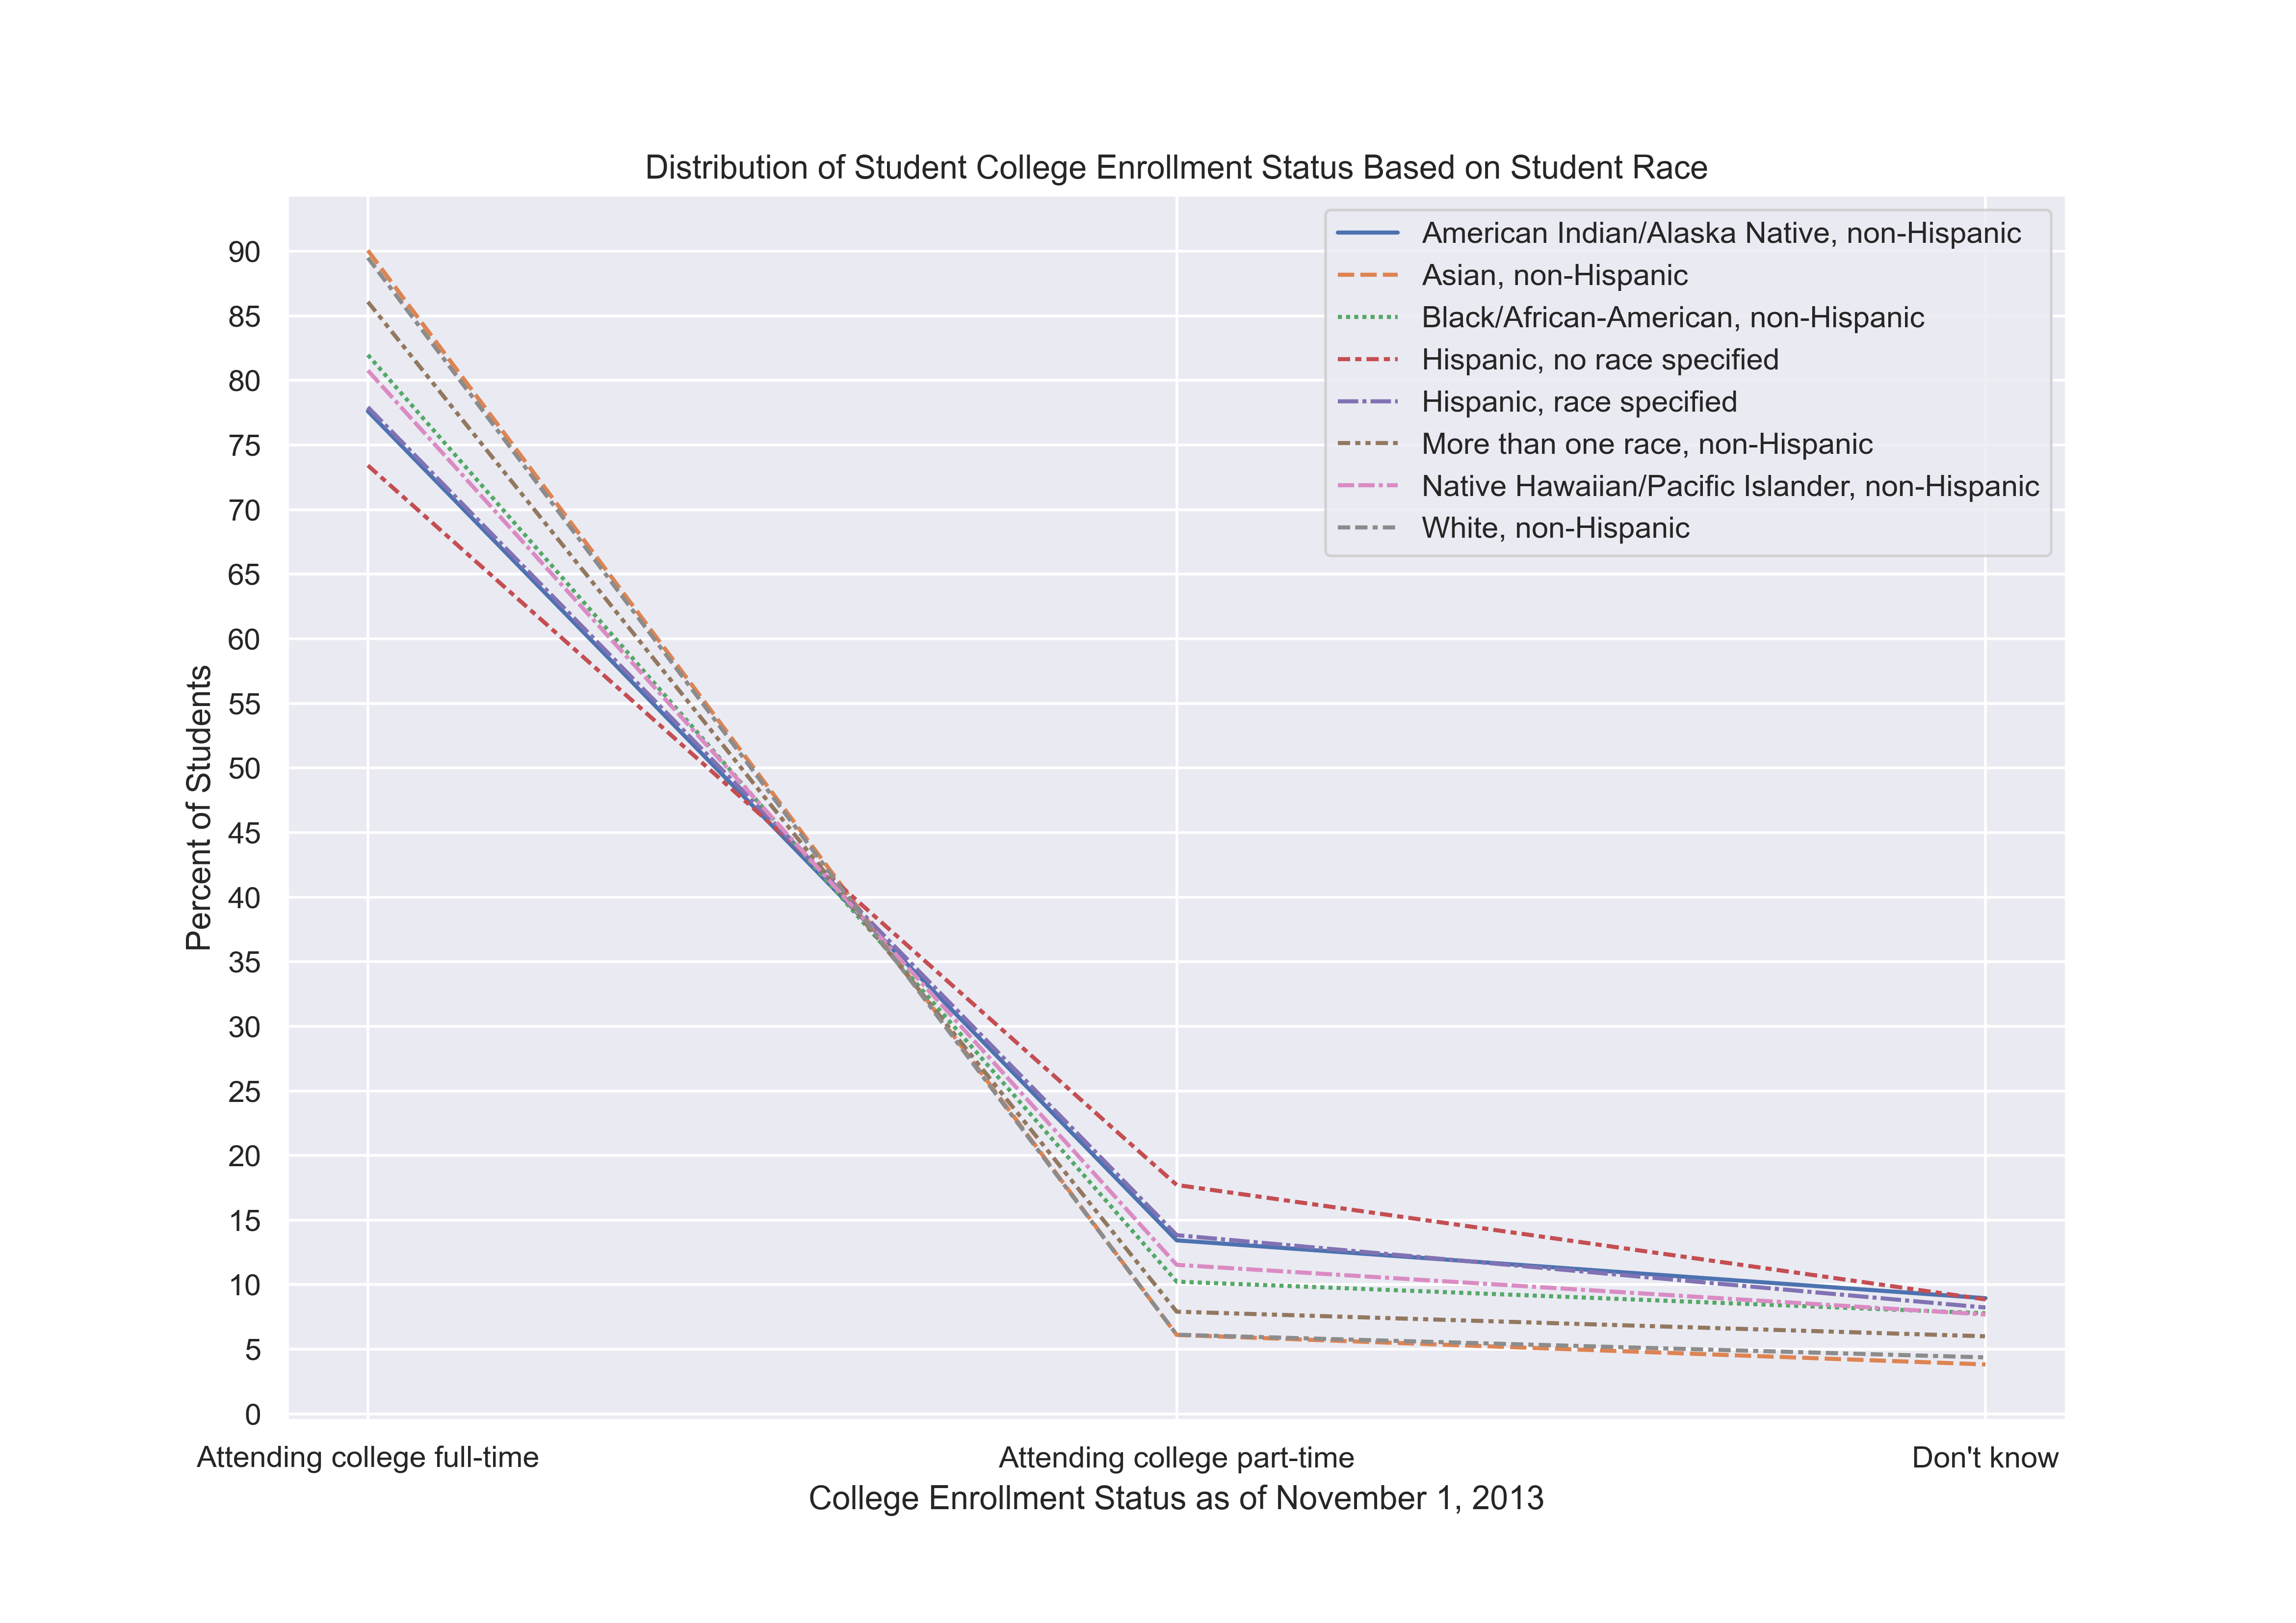 Distribution of Student College Enrollment Status Based on Student Race
American Indian/Alaska Native, non-Hispanic
Asian, non-Hispanic
Black/African-American, non-Hispanic
Hispanic, no race specified
Hispanic, race specified
More than one race, non-Hispanic
Native Hawaiian/Pacific Islander, non-Hispanic
White, non-Hispanic
Percent of Students
90
85
80
75
70
65
60
55
50
45
40
35
30
25
20
15
10
5
0
Attending college full-time
Attending college part-time
Don't know
College Enrollment Status as of November 1, 2013